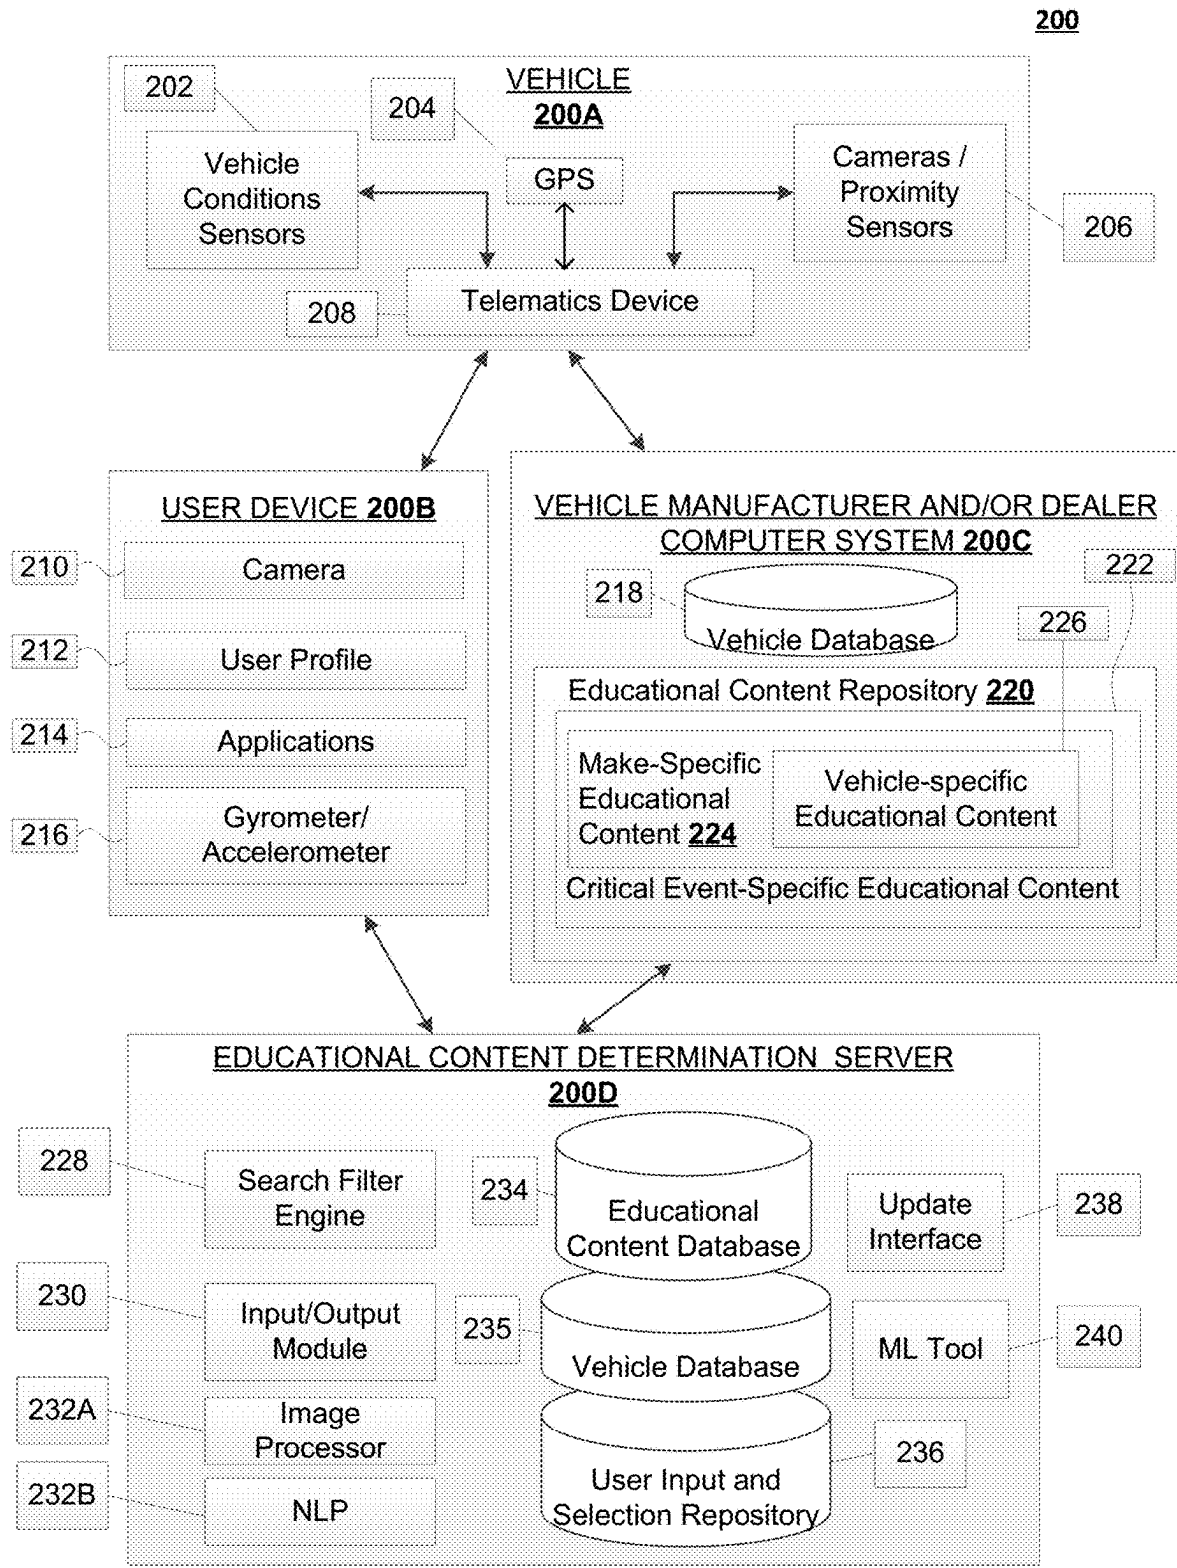 200
VEHICLE
200A
202
204
Vehicle
Conditions
Sensors
GPS
Cameras /
Proximity
Sensors
206
Telematics Device
208
USER DEVICE 200B
210
Camera
212
User Profile
214
Applications
216
Gyrometer/
Accelerometer
VEHICLE MANUFACTURER AND/OR DEALER
COMPUTER SYSTEM 200C
222
218
Vehicle Database
226
Educational Content Repository 220
Make-Specific
Educational
Content 224
Vehicle-specific
Educational Content
Critical Event-Specific Educational Content
EDUCATIONAL CONTENT DETERMINATION SERVER
200D
228
Search Filter
Engine
230
Input/Output
Module
232A
Image
Processor
232B
NLP
234
Educational
Content Database
235
Vehicle Database
User Input and
Selection Repository
236
Update
Interface
238
ML Tool
240